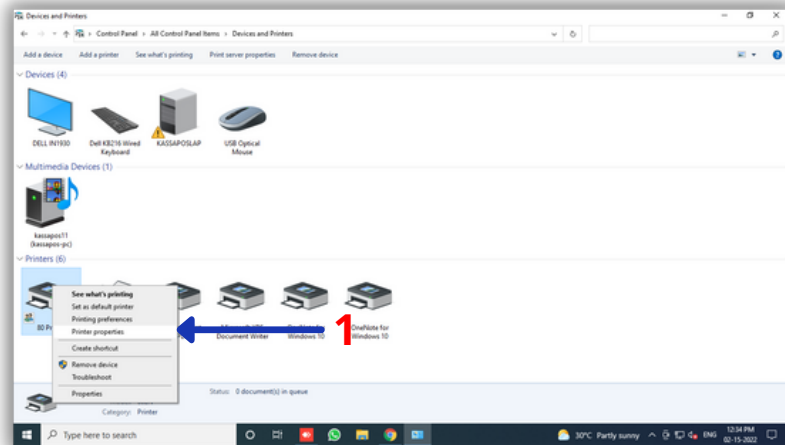 Devices and Printers
Control Panel > All Control Panel Items > Devices and Printers
Add a device Add a printer See what's printing Print server properties Remove device
Devices (4)
DELL IN1930
Dell KB216 Wired
Keyboard
KASSAPOSLAP
USB Optical
Mouse
Multimedia Devices (1)
kassapos11
(kassapos-pc)
Printers (6)
80 Pr
Document Writer
Windows 10
OneNote for
Windows 10
See what's printing
Set as default printer
Printing preferences
Printer properties
Create shortcut
Remove device
Troubleshoot
Properties
1
Status: 0 document(s) in queue
Category: Printer
Type here to search
30°C Partly sunny
ENG
12:34 PM
02-15-2022